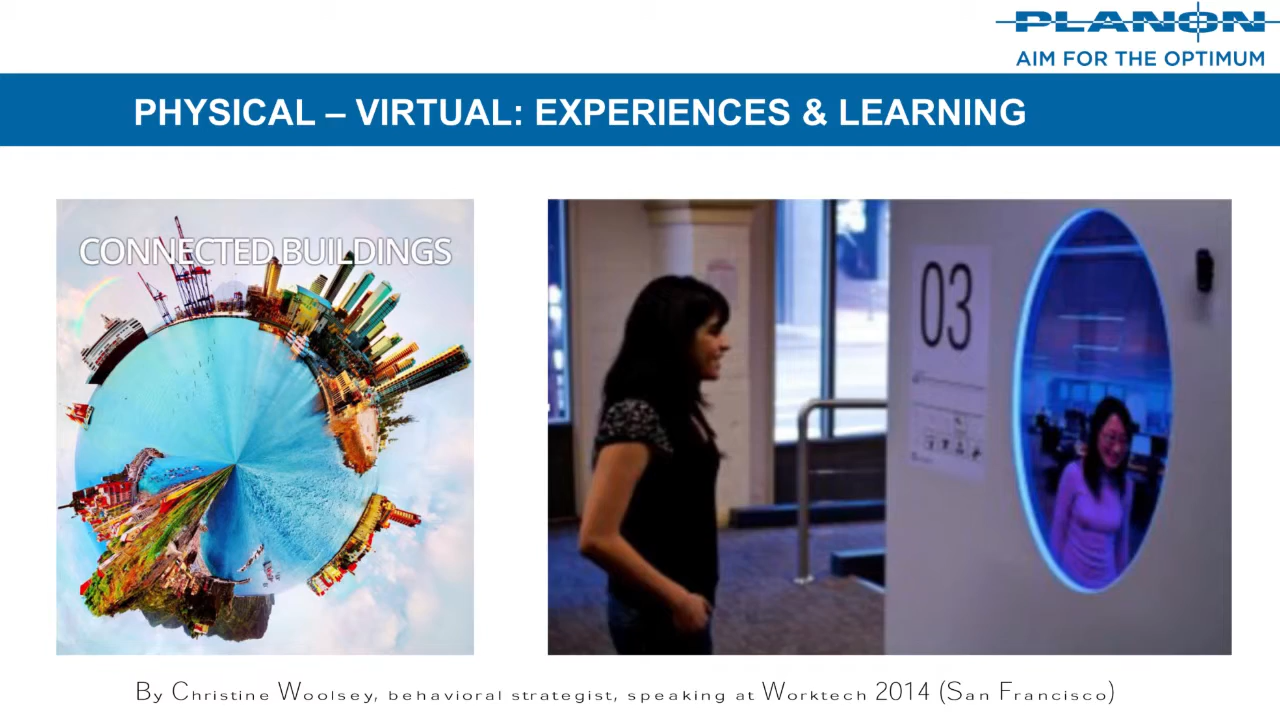 PLANON
AIM FOR THE OPTIMUM
PHYSICAL – VIRTUAL: EXPERIENCES & LEARNING
CONNECTED BUILDINGS
03
By Christine Woolsey, behavioral strategist, speaking at Worktech 2014 (San Francisco)